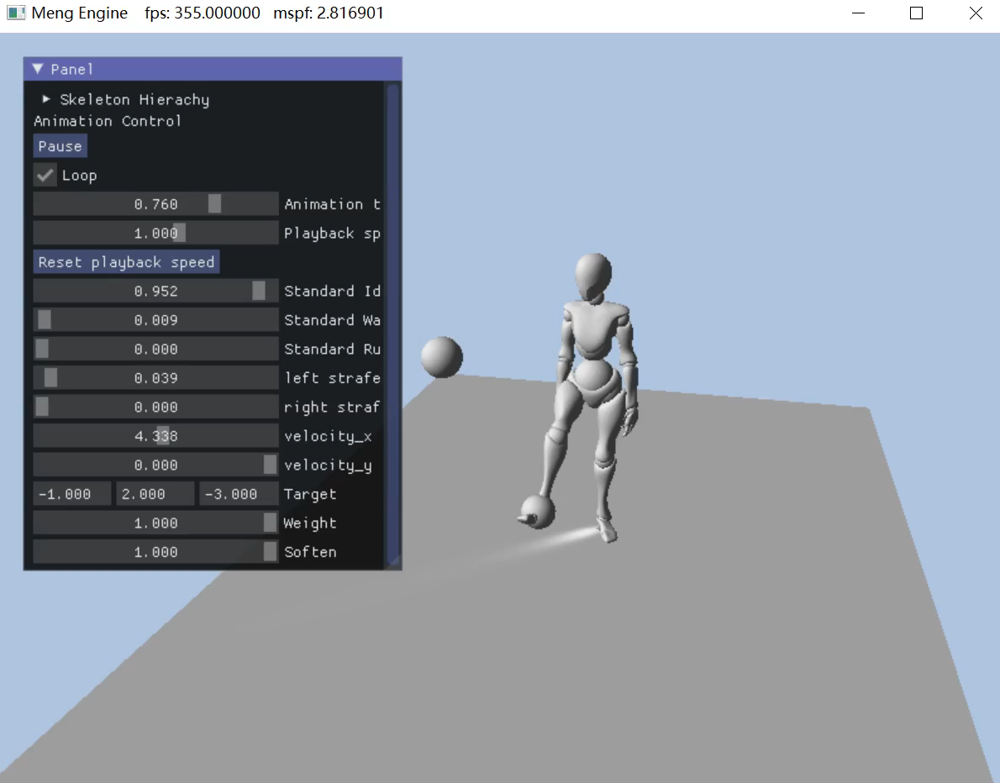 Meng Engine fps: 355.000000 mspf: 2.816901
Panel
Skeleton Hierachy
Animation Control
Pause
Loop
0.760 Animation t
1.000 Playback sp
Reset playback speed
0.952 Standard Id
0.009 Standard Wa
0.000 Standard Ru
0.039 left strafe
0.000 right straf
4.338 velocity_x
0.000 velocity_y
-1.000 2.000 -3.000 Target
1.000 Weight
1.000 Soften